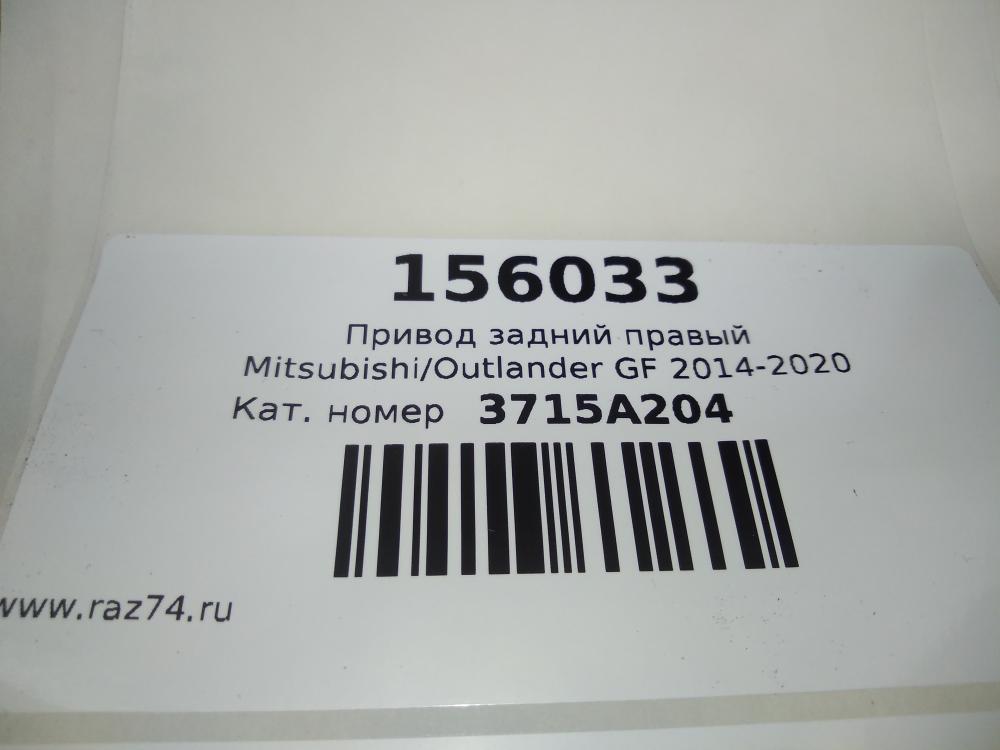 156033
Привод задний правый
Mitsubishi/Outlander GF 2014-2020
Кат. номер 3715A204
www.raz74.ru